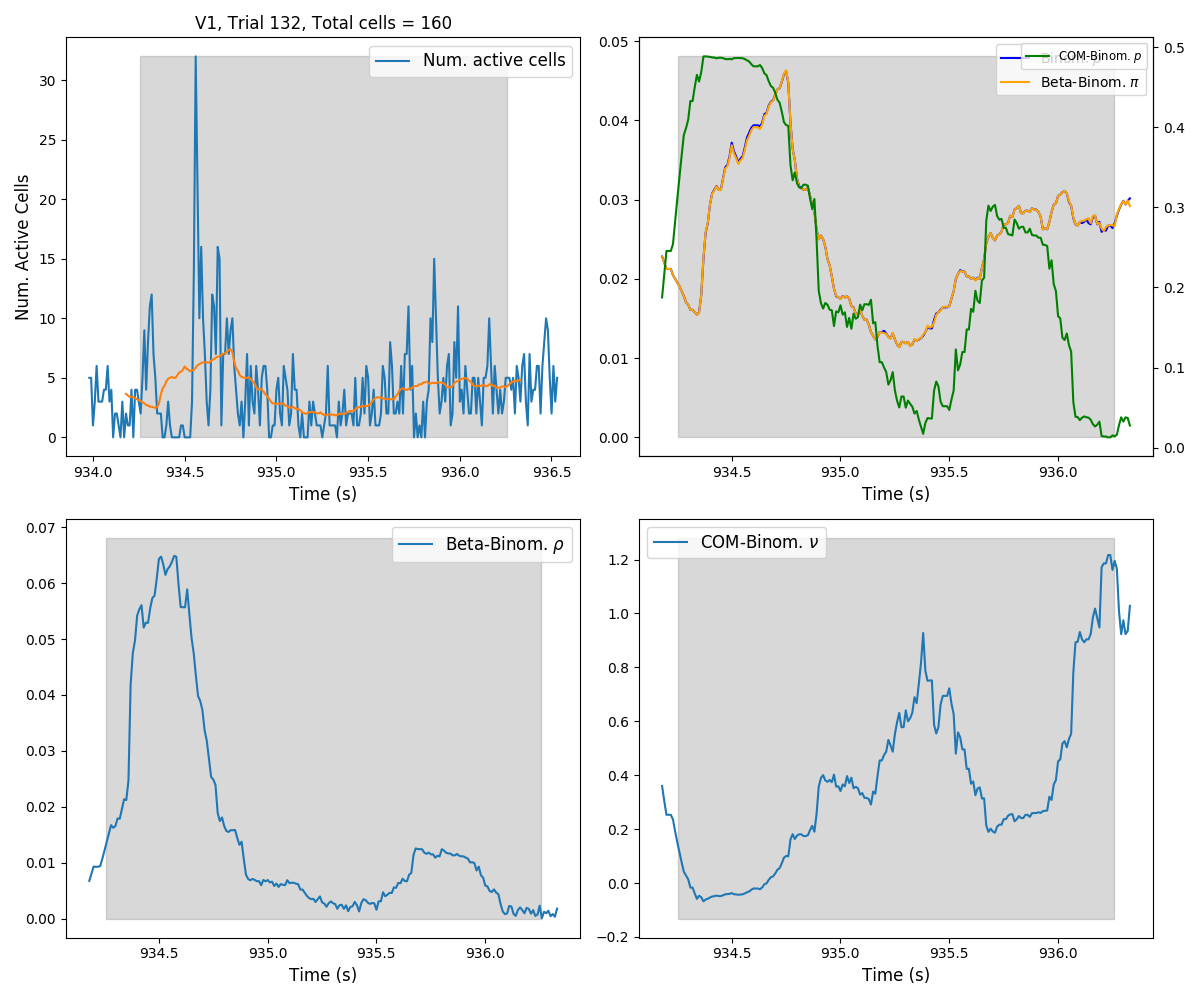 V1, Trial 132, Total cells = 160
Num. active cells
Num. Active Cells
30
25
20
15
10
5
0
934.0 934.5 935.0 935.5 936.0 936.5
Time (s)
COM-Binom. p
Beta-Binom. π
0.05
0.04
0.03
0.02
0.01
0.00
0.5
0.4
0.3
0.2
0.1
0.0
934.5 935.0 935.5 936.0
Time (s)
Beta-Binom. ρ
0.07
0.06
0.05
0.04
0.03
0.02
0.01
0.00
934.5 935.0 935.5 936.0
Time (s)
COM-Binom. ν
1.2
1.0
0.8
0.6
0.4
0.2
0.0
−0.2
934.5 935.0 935.5 936.0
Time (s)